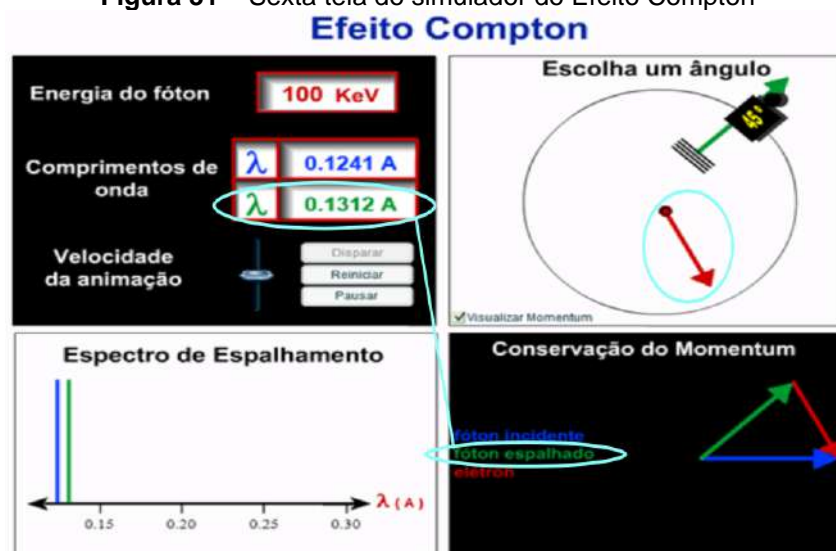 Figura 31 – Sexta tela do simulador do Efeito Compton
Efeito Compton
Energia do fóton
100 KeV
Comprimentos de
onda
λ 0.1241 A
λ 0.1312 A
Velocidade
da animação
Disparar
Reiniciar
Pausar
Escolha um ângulo
45°
Visualizar Momentum
Espectro de Espalhamento
0.15 0.20 0.25 0.30
λ (A)
Conservação do Momentum
fóton incidente
fóton espalhado
elétron